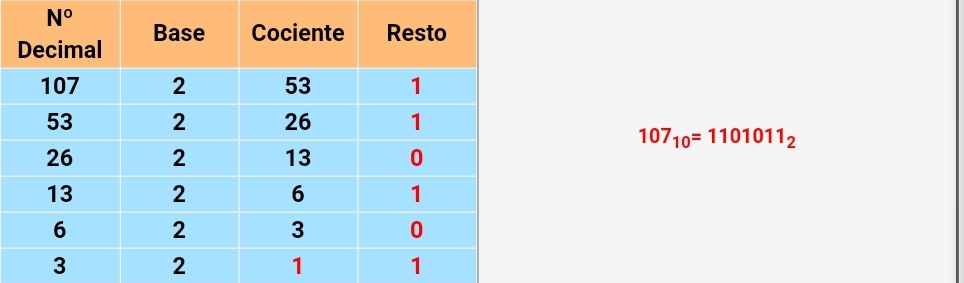 Nº
Decimal Base Cociente Resto
107 2 53 1
53 2 26 1
26 2 13 0
13 2 6 1
6 2 3 0
3 2 1 1
107₁₀= 1101011₂